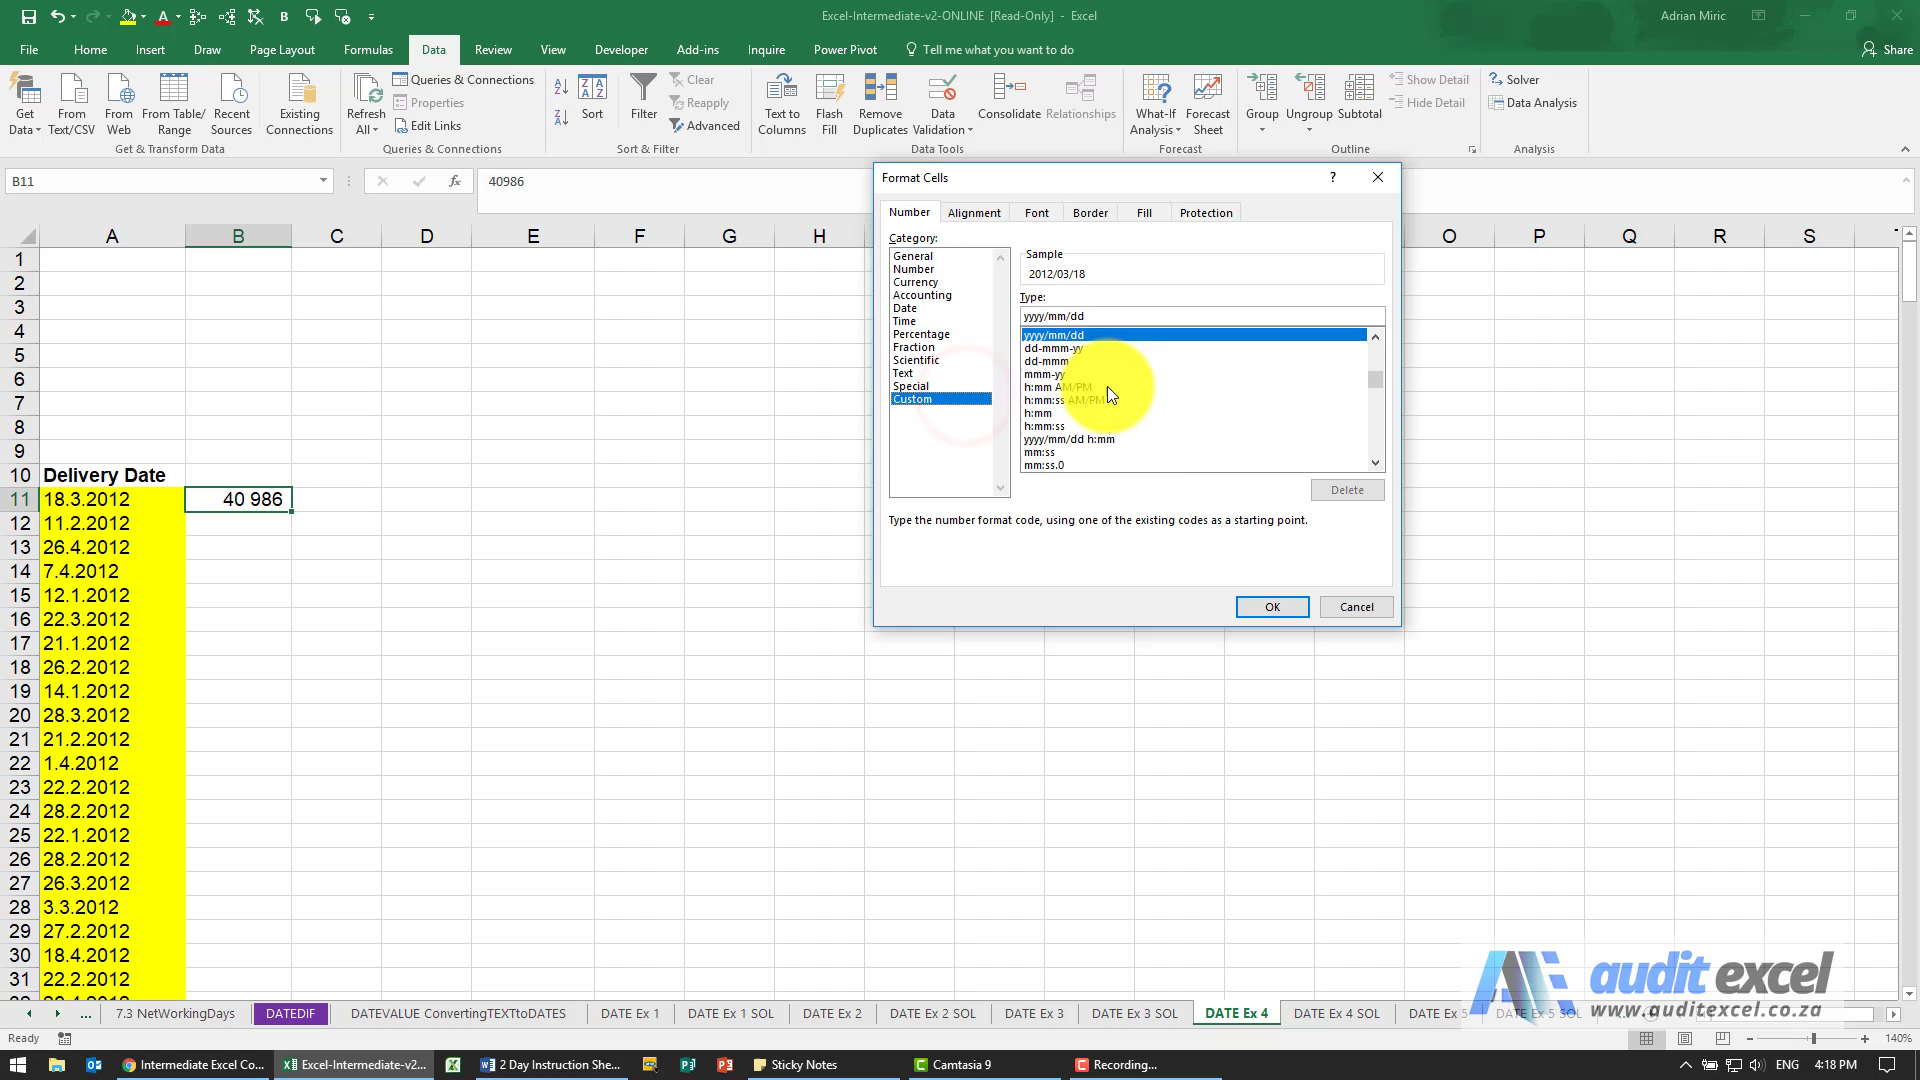 Excel-Intermediate-v2-ONLINE [Read-Only] - Excel
Adrian Miric
File Home Insert Draw Page Layout Formulas Data Review View Developer Add-ins Inquire Power Pivot Tell me what you want to do Share
Get Data
From Text/CSV
From Web
From Table/ Range
Recent Sources
Existing Connections
Get & Transform Data
Refresh All
Queries & Connections
Properties
Edit Links
Queries & Connections
Sort
Filter
Clear
Reapply
Advanced
Sort & Filter
Text to Columns
Flash Fill
Remove Duplicates
Data Validation
Consolidate
Relationships
Data Tools
What-If Analysis
Forecast Sheet
Forecast
Group
Ungroup
Subtotal
Show Detail
Hide Detail
Outline
Solver
Data Analysis
Analysis
B11
fx
40986
A B C D E F G H O P Q R S
1
2
3
4
5
6
7
8
9
10 Delivery Date
11 18.3.2012 40 986
12 11.2.2012
13 26.4.2012
14 7.4.2012
15 12.1.2012
16 22.3.2012
17 21.1.2012
18 26.2.2012
19 14.1.2012
20 28.3.2012
21 21.2.2012
22 1.4.2012
23 22.2.2012
24 28.2.2012
25 22.1.2012
26 28.2.2012
27 26.3.2012
28 3.3.2012
29 27.2.2012
30 18.4.2012
31 22.2.2012
Format Cells
?
Number Alignment Font Border Fill Protection
Category:
General
Number
Currency
Accounting
Date
Time
Percentage
Fraction
Scientific
Text
Special
Custom
Sample
2012/03/18
Type:
yyyy/mm/dd
yyyy/mm/dd
dd-mmm-yy
dd-mmm
mmm-yy
h:mm AM/PM
h:mm:ss AM/PM
h:mm
h:mm:ss
yyyy/mm/dd h:mm
mm:ss
mm:ss.0
Delete
Type the number format code, using one of the existing codes as a starting point.
OK
Cancel
audit excel
www.auditexcel.co.za
... 7.3 NetWorkingDays DATEDIF DATEVALUE ConvertingTEXTtoDATES DATE Ex 1 DATE Ex 1 SOL DATE Ex 2 DATE Ex 2 SOL DATE Ex 3 DATE Ex 3 SOL DATE Ex 4 DATE Ex 4 SOL DATE Ex 5 DATE Ex 5 SOL
Ready
140%
Intermediate Excel Co...
Excel-Intermediate-v2...
2 Day Instruction She...
Sticky Notes
Camtasia 9
Recording...
ENG
4:18 PM